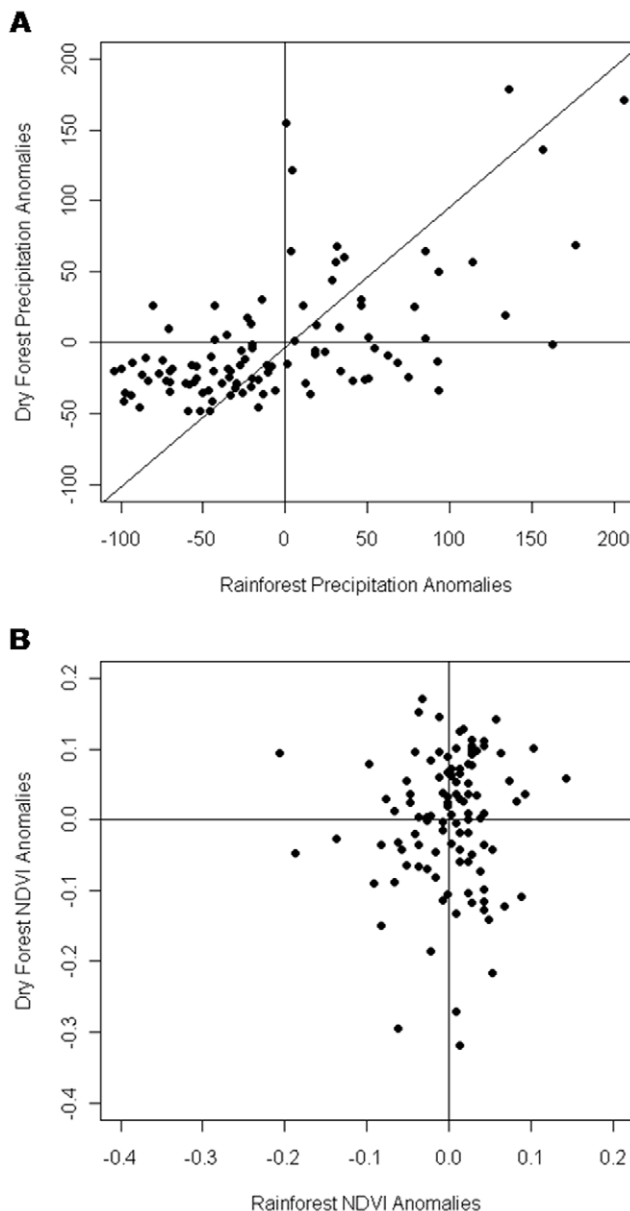 A
Dry Forest Precipitation Anomalies
200
150
100
50
0
-50
-100
-100 -50 0 50 100 150 200
Rainforest Precipitation Anomalies
B
Dry Forest NDVI Anomalies
0.2
0.1
0.0
-0.1
-0.2
-0.3
-0.4
-0.4 -0.3 -0.2 -0.1 0.0 0.1 0.2
Rainforest NDVI Anomalies